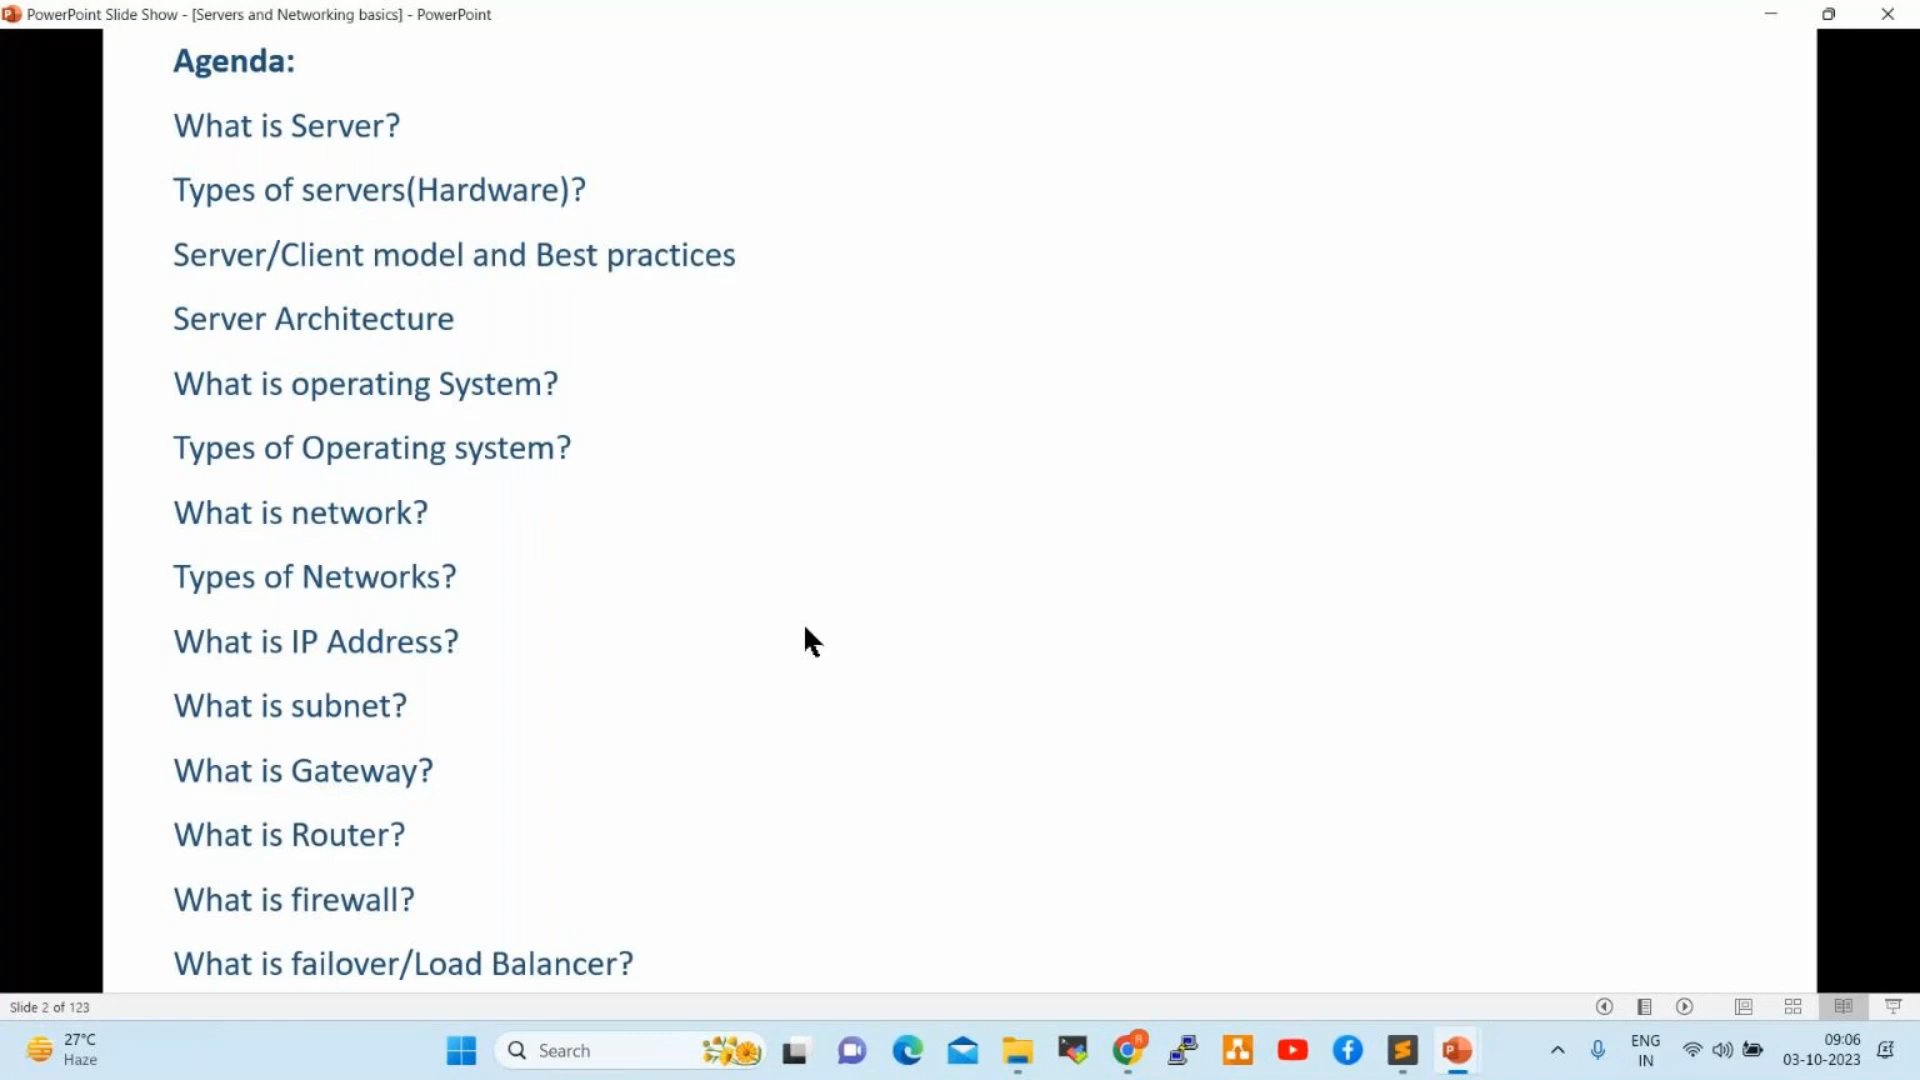 PowerPoint Slide Show - [Servers and Networking basics] - PowerPoint
Agenda:
What is Server?
Types of servers(Hardware)?
Server/Client model and Best practices
Server Architecture
What is operating System?
Types of Operating system?
What is network?
Types of Networks?
What is IP Address?
What is subnet?
What is Gateway?
What is Router?
What is firewall?
What is failover/Load Balancer?
Slide 2 of 123
27°C
Haze
Search
ENG
IN
09:06
03-10-2023